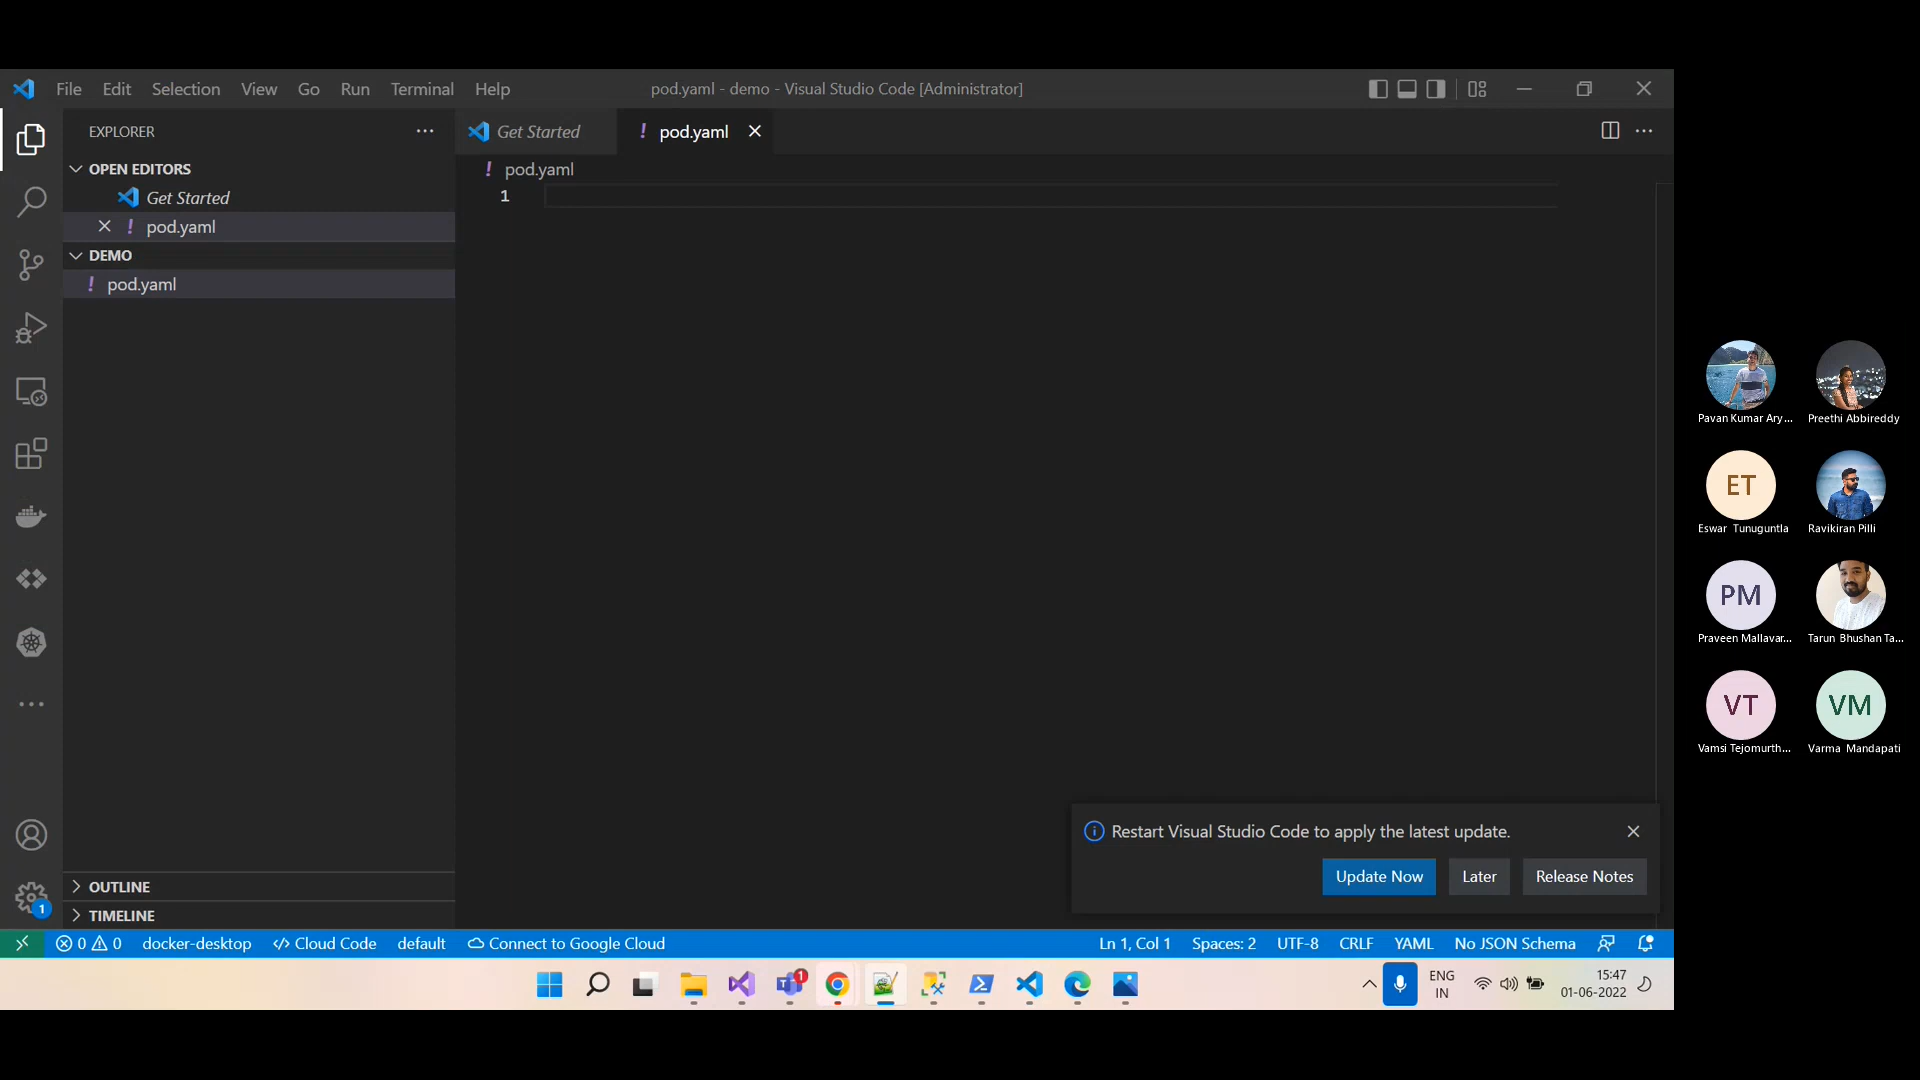 File Edit Selection View Go Run Terminal Help
pod.yaml - demo - Visual Studio Code [Administrator]
EXPLORER
OPEN EDITORS
Get Started
pod.yaml
DEMO
pod.yaml
OUTLINE
TIMELINE
Get Started
! pod.yaml
! pod.yaml
1
Restart Visual Studio Code to apply the latest update.
Update Now Later Release Notes
1
0 0 docker-desktop Cloud Code default Connect to Google Cloud
Ln 1, Col 1 Spaces: 2 UTF-8 CRLF YAML No JSON Schema
1
ENG
IN
15:47
01-06-2022
Pavan Kumar Ary... Preethi Abbireddy
ET
Eswar Tunuguntla Ravikiran Pilli
PM
Praveen Mallavar... Tarun Bhushan Ta...
VT VM
Vamsi Tejomurth... Varma Mandapati